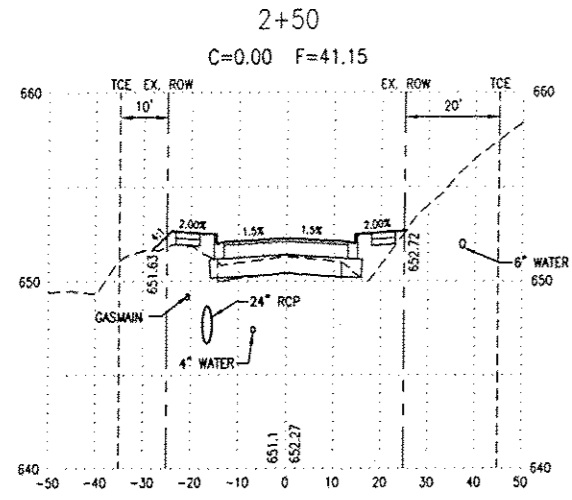 2+50
C=0.00 F=41.15
TCE EX. ROW EX. ROW TCE
660 660
10' 20'
2.00% 1.5% 1.5% 2.00%
651.63
652.72
650 650
6" WATER
GASMAIN
24" RCP
4" WATER
651.1
652.27
640 640
-50 -40 -30 -20 -10 0 10 20 30 40 50